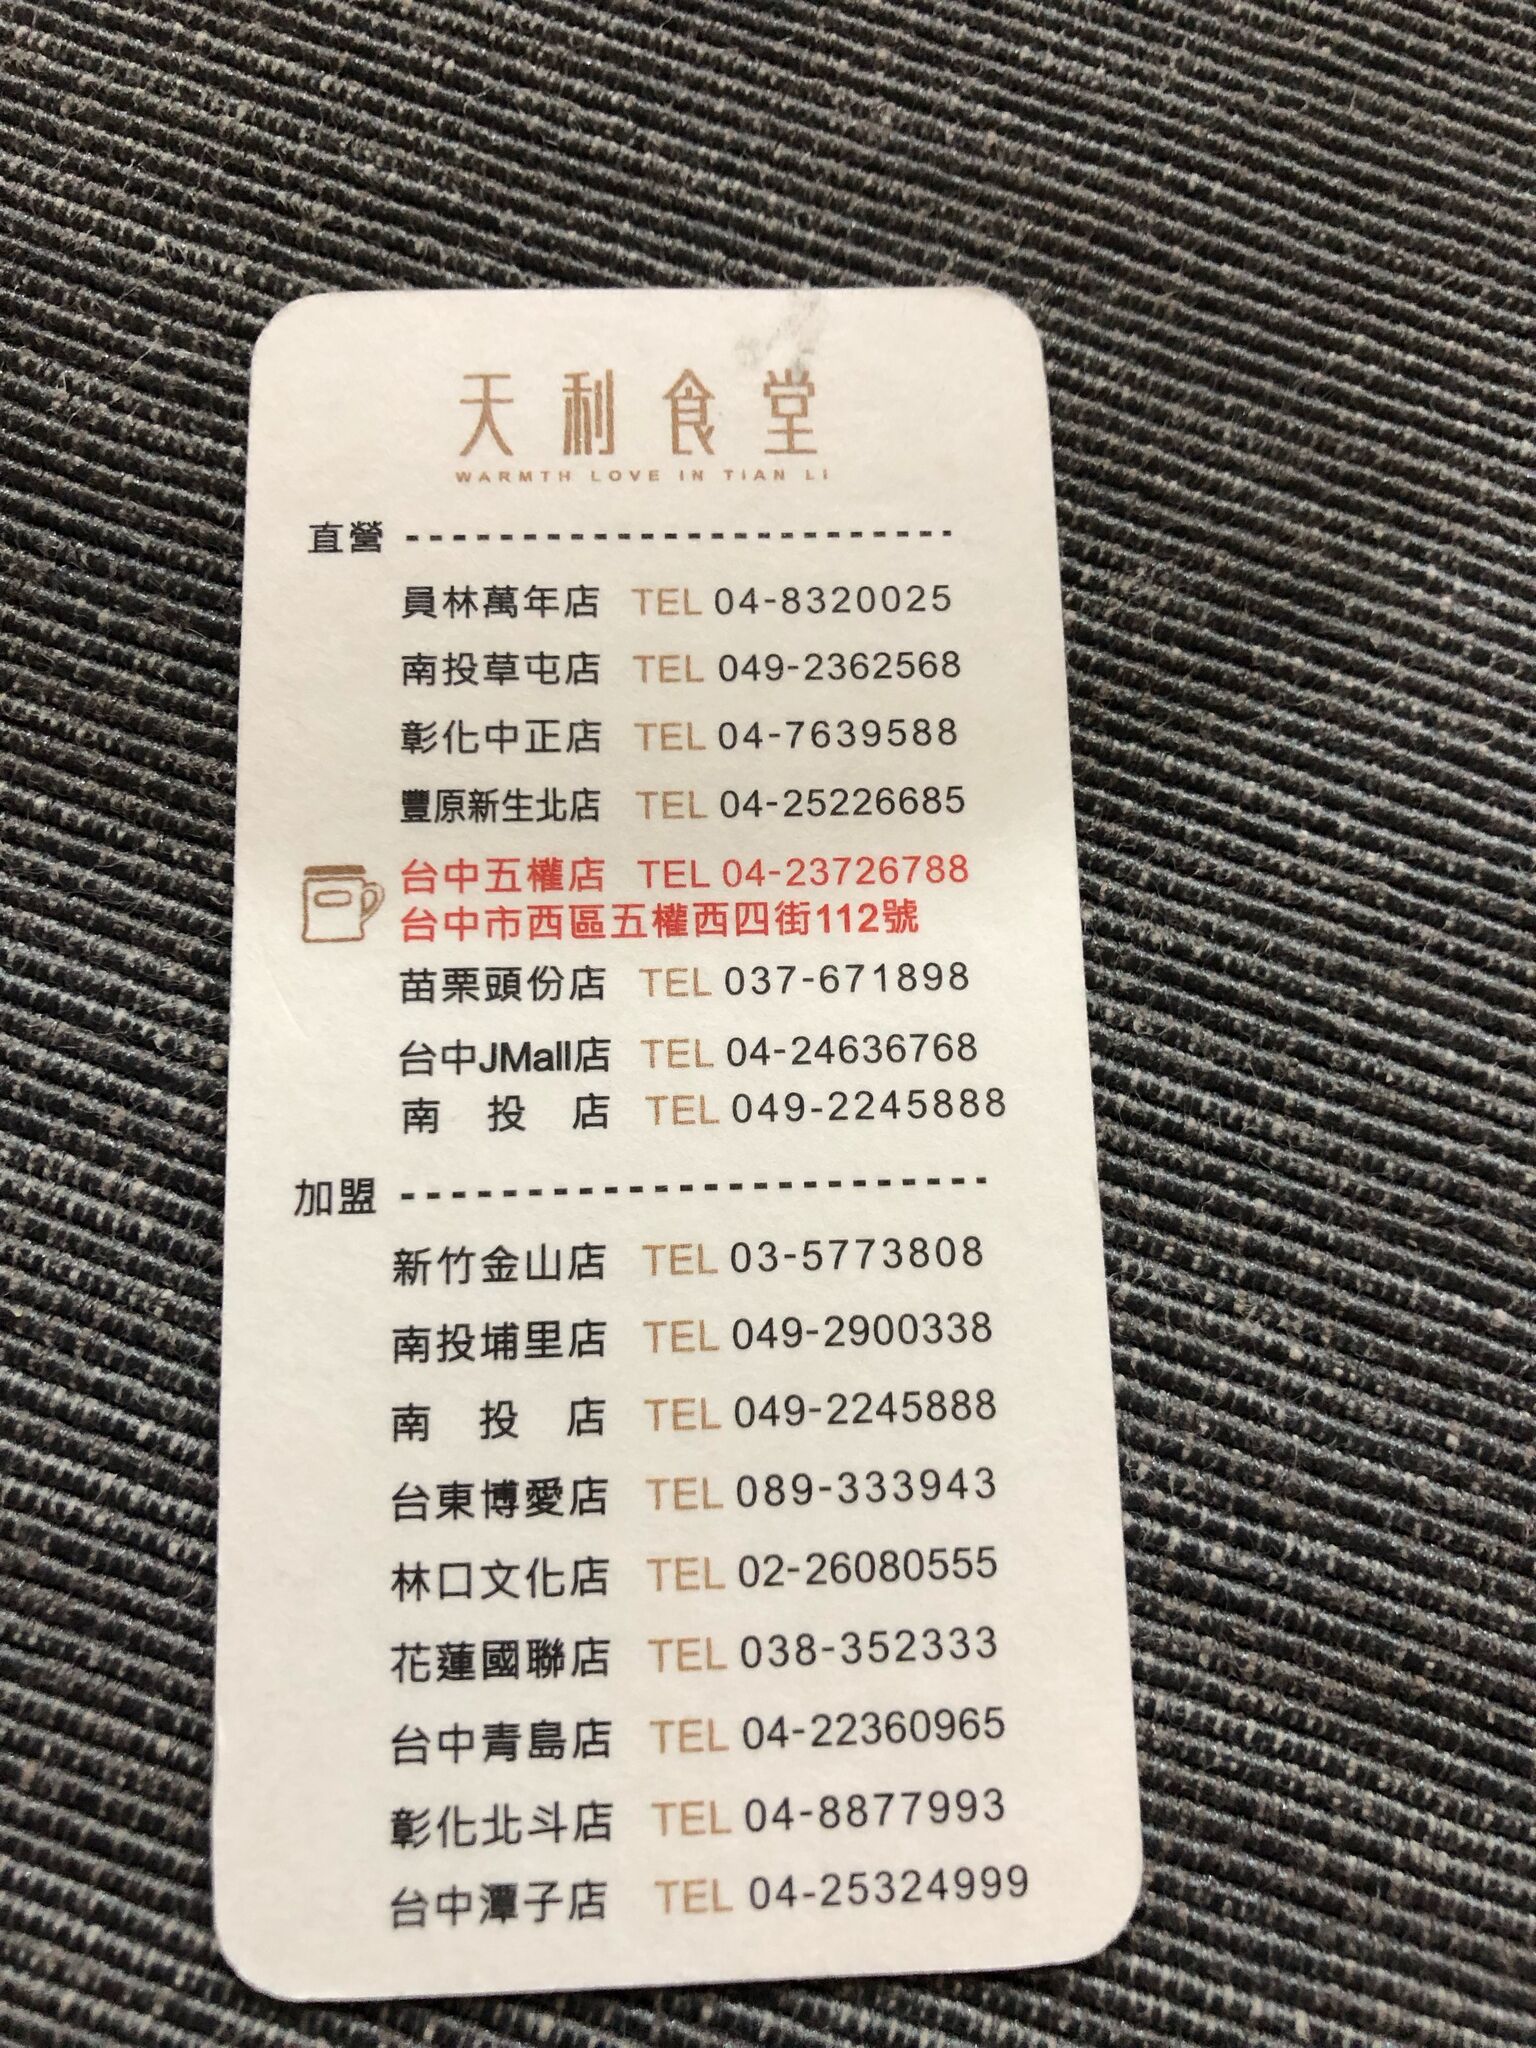 天利食堂
WARMTH LOVE IN TIAN LI
直營 ------------------------
員林萬年店 TEL 04-8320025
南投草屯店 TEL 049-2362568
彰化中正店 TEL 04-7639588
豐原新生北店 TEL 04-25226685
台中五權店 TEL 04-23726788
台中市西區五權西四街112號
苗栗頭份店 TEL 037-671898
台中JMall店 TEL 04-24636768
南 投 店 TEL 049-2245888
加盟 ------------------------
新竹金山店 TEL 03-5773808
南投埔里店 TEL 049-2900338
南 投 店 TEL 049-2245888
台東博愛店 TEL 089-333943
林口文化店 TEL 02-26080555
花蓮國聯店 TEL 038-352333
台中青島店 TEL 04-22360965
彰化北斗店 TEL 04-8877993
台中潭子店 TEL 04-25324999